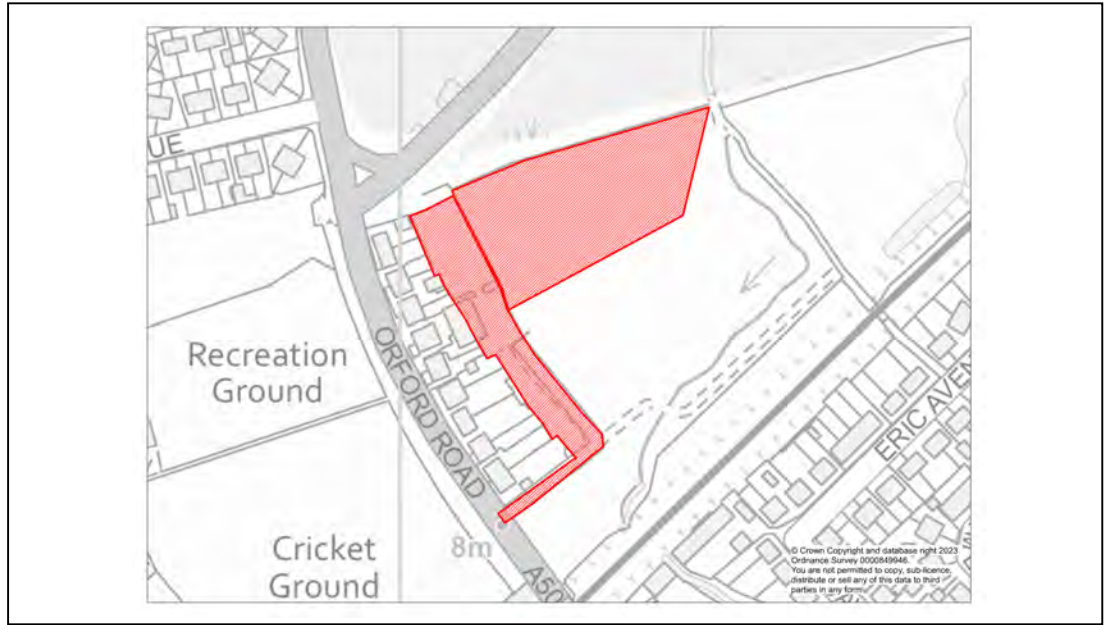 UE
Recreation
Ground
ORFORD ROAD
ERIC AVEN
Cricket
Ground
8m
A50
© Crown Copyright and database right 2023
Ordnance Survey 0000849946.
You are not permitted to copy, sub-licence,
distribute or sell any of this data to third
parties in any form.